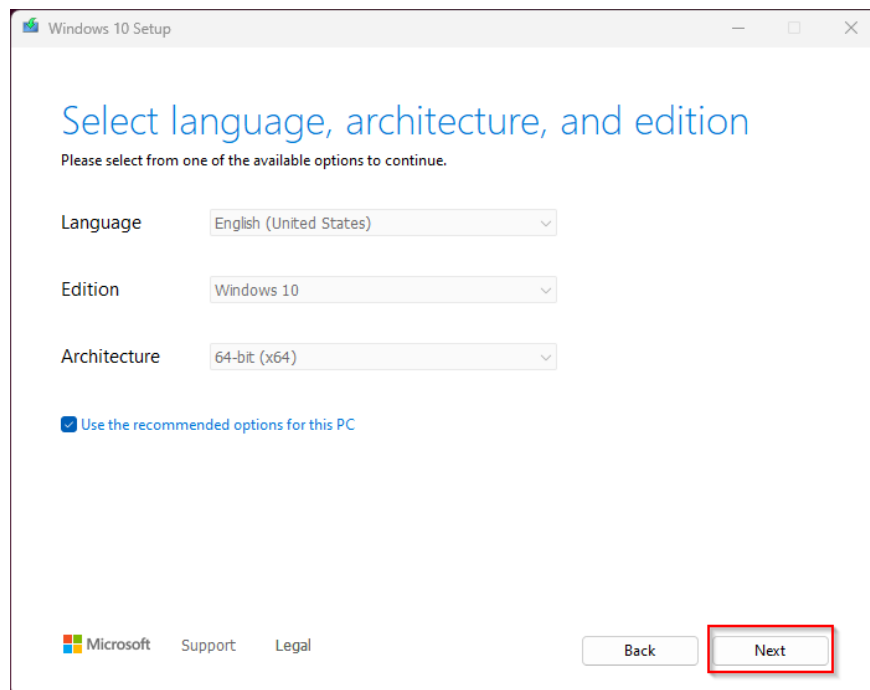 Windows 10 Setup
Select language, architecture, and edition
Please select from one of the available options to continue.
Language English (United States)
Edition Windows 10
Architecture 64-bit (x64)
Use the recommended options for this PC
Microsoft Support Legal Back Next